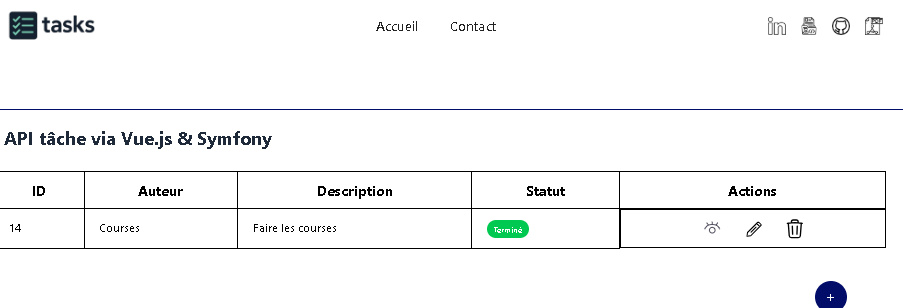 tasks
Accueil Contact
API tâche via Vue.js & Symfony
ID Auteur Description Statut Actions
14 Courses Faire les courses Terminé
+